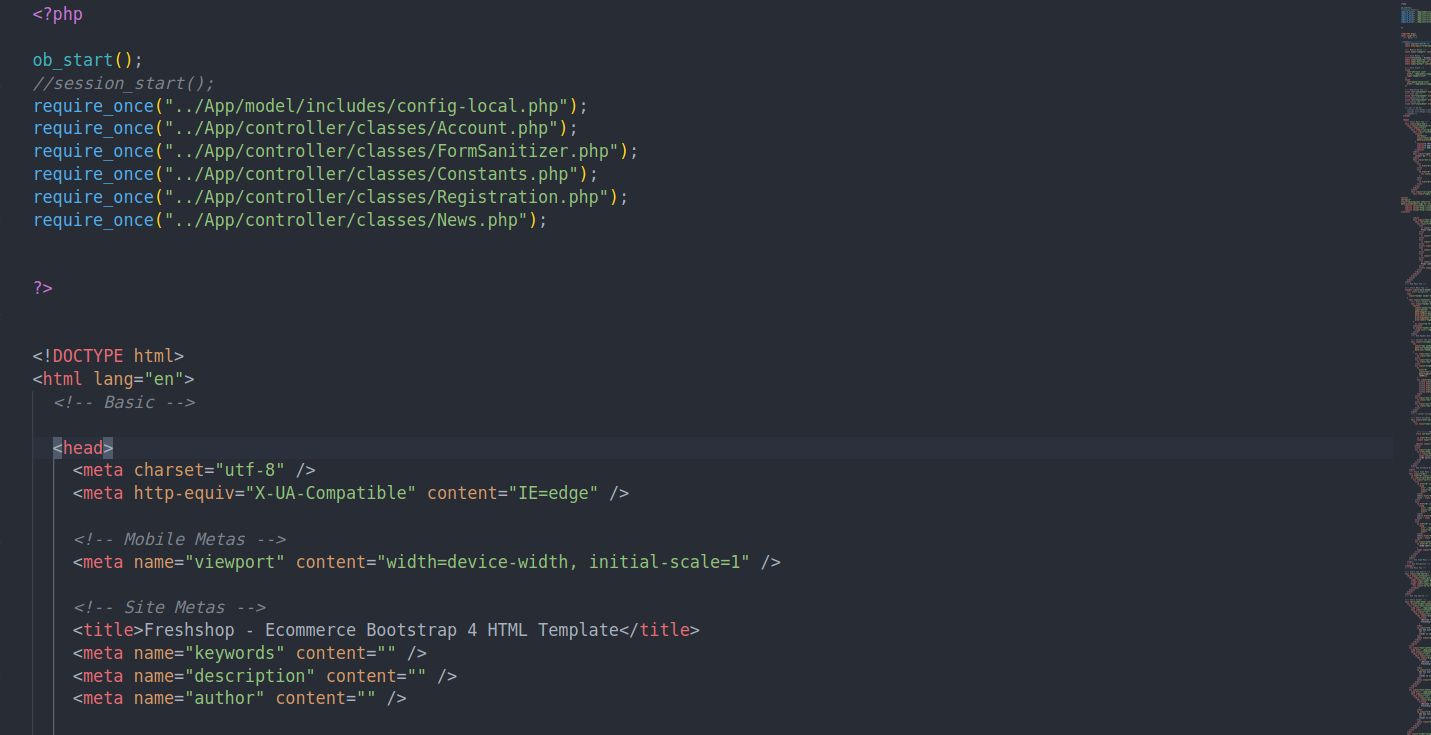 <?php
ob_start();
//session_start();
require_once("../App/model/includes/config-local.php");
require_once("../App/controller/classes/Account.php");
require_once("../App/controller/classes/FormSanitizer.php");
require_once("../App/controller/classes/Constants.php");
require_once("../App/controller/classes/Registration.php");
require_once("../App/controller/classes/News.php");
?>
<!DOCTYPE html>
<html lang="en">
<!-- Basic -->
<head>
<meta charset="utf-8" />
<meta http-equiv="X-UA-Compatible" content="IE=edge" />
<!-- Mobile Metas -->
<meta name="viewport" content="width=device-width, initial-scale=1" />
<!-- Site Metas -->
<title>Freshshop - Ecommerce Bootstrap 4 HTML Template</title>
<meta name="keywords" content="" />
<meta name="description" content="" />
<meta name="author" content="" />